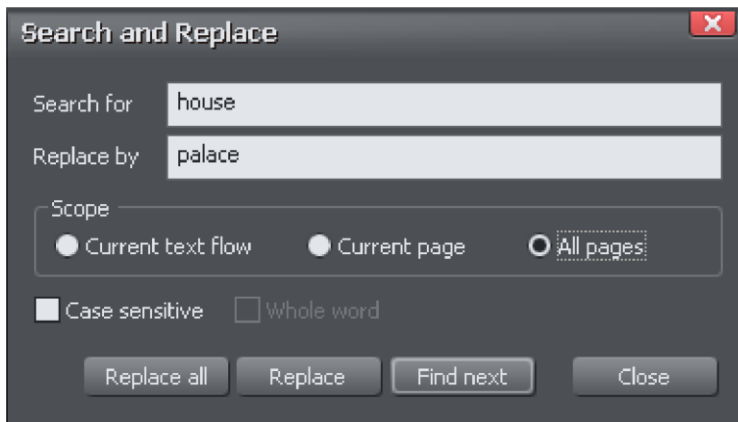 Search and Replace
Search for house
Replace by palace
Scope
Current text flow Current page All pages
Case sensitive Whole word
Replace all Replace Find next Close